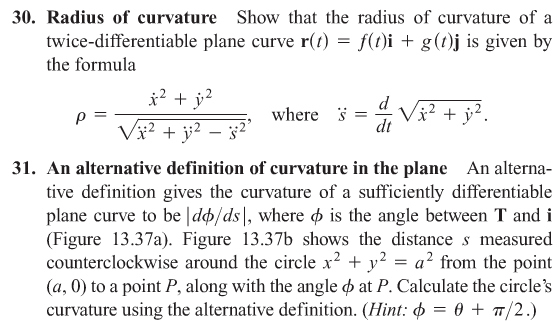 30. Radius of curvature Show that the radius of curvature of a
twice-differentiable plane curve r(t) = f(t)i + g(t)j is given by
the formula
ρ = (ẋ² + ẏ²) / √(ẍ² + ÿ² − s̈²), where s̈ = d/dt √(ẋ² + ẏ²).
31. An alternative definition of curvature in the plane An alterna-
tive definition gives the curvature of a sufficiently differentiable
plane curve to be |dϕ/ds|, where ϕ is the angle between T and i
(Figure 13.37a). Figure 13.37b shows the distance s measured
counterclockwise around the circle x² + y² = a² from the point
(a, 0) to a point P, along with the angle ϕ at P. Calculate the circle's
curvature using the alternative definition. (Hint: ϕ = θ + π/2.)